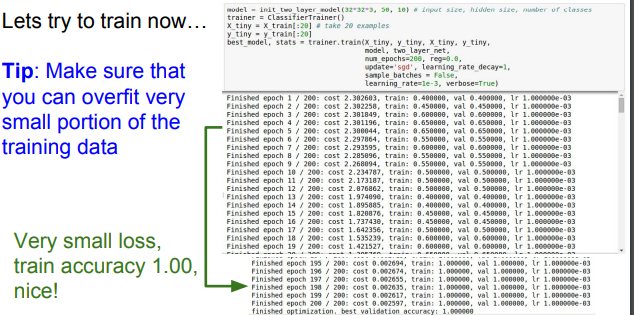 Lets try to train now…
Tip: Make sure that
you can overfit very
small portion of the
training data
Very small loss,
train accuracy 1.00,
nice!
model = init_two_layer_model(32*32*3, 50, 10) # input size, hidden size, number of classes
trainer = ClassifierTrainer()
X_tiny = X_train[:20] # take 20 examples
y_tiny = y_train[:20]
best_model, stats = trainer.train(X_tiny, y_tiny, X_tiny, y_tiny,
model, two_layer_net,
num_epochs=200, reg=0.0,
update='sgd', learning_rate_decay=1,
sample_batches = False,
learning_rate=1e-3, verbose=True)
Finished epoch 1 / 200: cost 2.302603, train: 0.400000, val 0.400000, lr 1.000000e-03
Finished epoch 2 / 200: cost 2.302258, train: 0.450000, val 0.450000, lr 1.000000e-03
Finished epoch 3 / 200: cost 2.301849, train: 0.600000, val 0.600000, lr 1.000000e-03
Finished epoch 4 / 200: cost 2.301196, train: 0.650000, val 0.650000, lr 1.000000e-03
Finished epoch 5 / 200: cost 2.300044, train: 0.650000, val 0.650000, lr 1.000000e-03
Finished epoch 6 / 200: cost 2.297864, train: 0.550000, val 0.550000, lr 1.000000e-03
Finished epoch 7 / 200: cost 2.293595, train: 0.600000, val 0.600000, lr 1.000000e-03
Finished epoch 8 / 200: cost 2.285096, train: 0.550000, val 0.550000, lr 1.000000e-03
Finished epoch 9 / 200: cost 2.268094, train: 0.550000, val 0.550000, lr 1.000000e-03
Finished epoch 10 / 200: cost 2.234787, train: 0.500000, val 0.500000, lr 1.000000e-03
Finished epoch 11 / 200: cost 2.173187, train: 0.500000, val 0.500000, lr 1.000000e-03
Finished epoch 12 / 200: cost 2.076862, train: 0.500000, val 0.500000, lr 1.000000e-03
Finished epoch 13 / 200: cost 1.974090, train: 0.400000, val 0.400000, lr 1.000000e-03
Finished epoch 14 / 200: cost 1.895885, train: 0.400000, val 0.400000, lr 1.000000e-03
Finished epoch 15 / 200: cost 1.820876, train: 0.450000, val 0.450000, lr 1.000000e-03
Finished epoch 16 / 200: cost 1.737430, train: 0.450000, val 0.450000, lr 1.000000e-03
Finished epoch 17 / 200: cost 1.642356, train: 0.500000, val 0.500000, lr 1.000000e-03
Finished epoch 18 / 200: cost 1.535239, train: 0.600000, val 0.600000, lr 1.000000e-03
Finished epoch 19 / 200: cost 1.421527, train: 0.600000, val 0.600000, lr 1.000000e-03
Finished epoch 195 / 200: cost 0.002694, train: 1.000000, val 1.000000, lr 1.000000e-03
Finished epoch 196 / 200: cost 0.002674, train: 1.000000, val 1.000000, lr 1.000000e-03
Finished epoch 197 / 200: cost 0.002655, train: 1.000000, val 1.000000, lr 1.000000e-03
Finished epoch 198 / 200: cost 0.002635, train: 1.000000, val 1.000000, lr 1.000000e-03
Finished epoch 199 / 200: cost 0.002617, train: 1.000000, val 1.000000, lr 1.000000e-03
Finished epoch 200 / 200: cost 0.002597, train: 1.000000, val 1.000000, lr 1.000000e-03
finished optimization. best validation accuracy: 1.000000